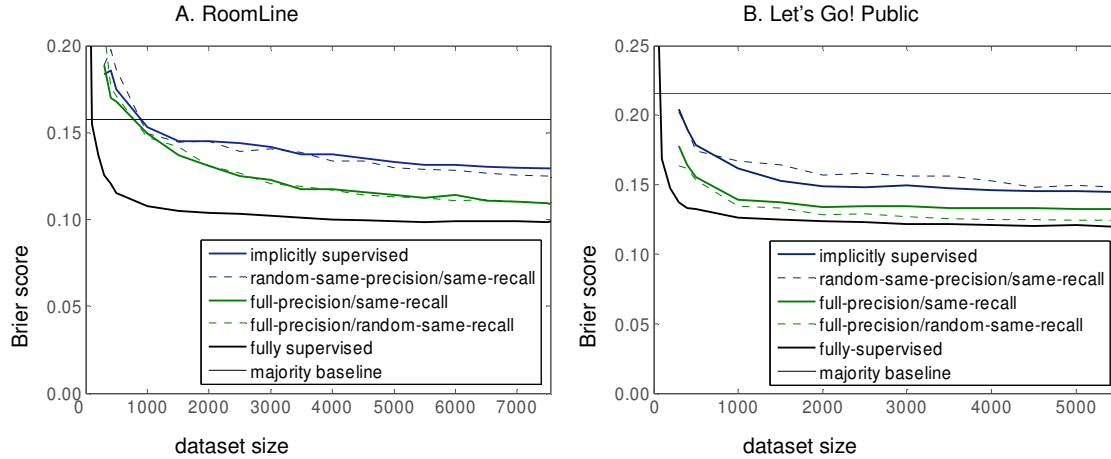 A. RoomLine
0.20
0.15
0.10
0.05
0.00
Brier score
implicitly supervised
random-same-precision/same-recall
full-precision/same-recall
full-precision/random-same-recall
fully supervised
majority baseline
0 1000 2000 3000 4000 5000 6000 7000
dataset size
B. Let's Go! Public
0.25
0.20
0.15
0.10
0.05
0.00
Brier score
implicitly supervised
random-same-precision/same-recall
full-precision/same-recall
full-precision/random-same-recall
fully-supervised
majority baseline
0 1000 2000 3000 4000 5000
dataset size